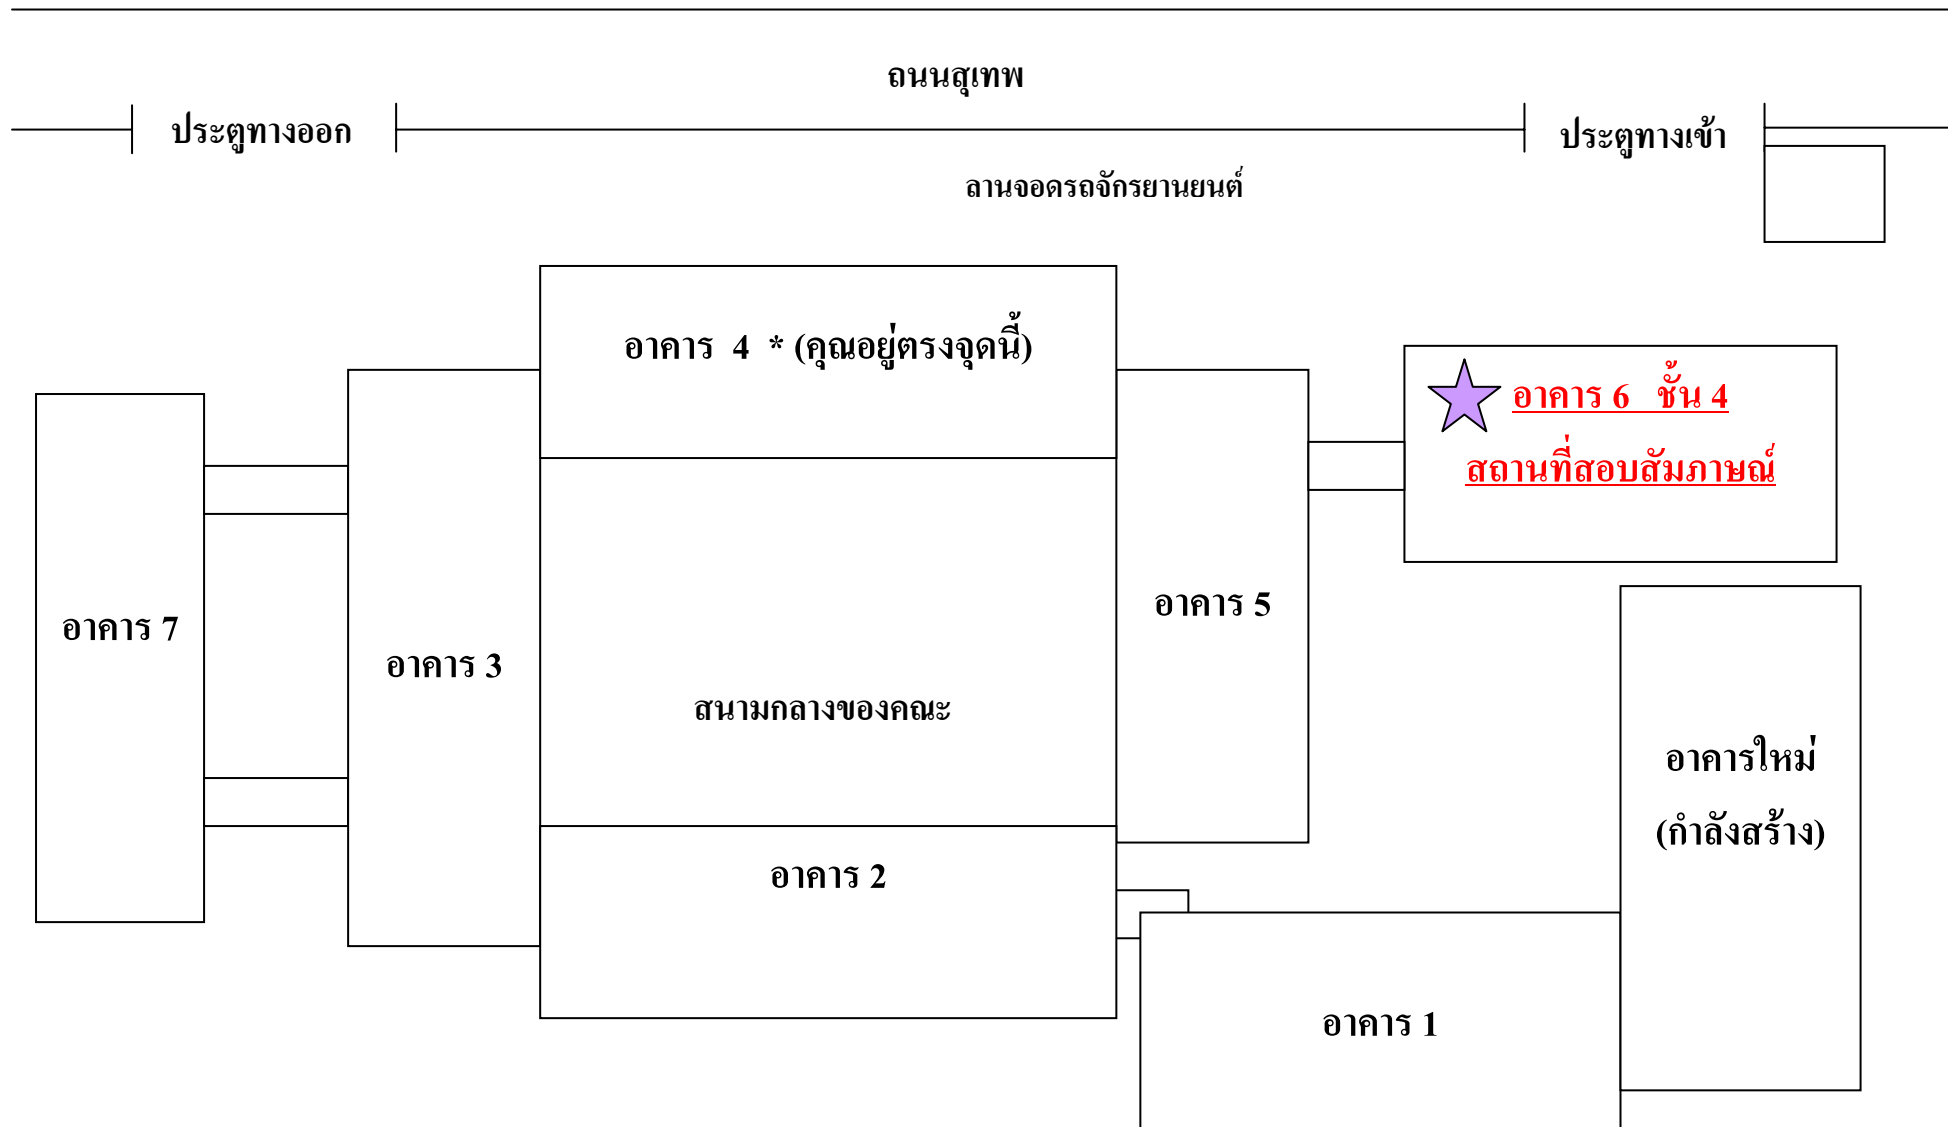 ถนนสุเทพ
ประตูทางออก
ประตูทางเข้า
ลานจอดรถจักรยานยนต์
อาคาร 4 * (คุณอยู่ตรงจุดนี้)
อาคาร 6 ชั้น 4
สถานที่สอบสัมภาษณ์
อาคาร 7
อาคาร 3
อาคาร 5
สนามกลางของคณะ
อาคารใหม่
(กำลังสร้าง)
อาคาร 2
อาคาร 1